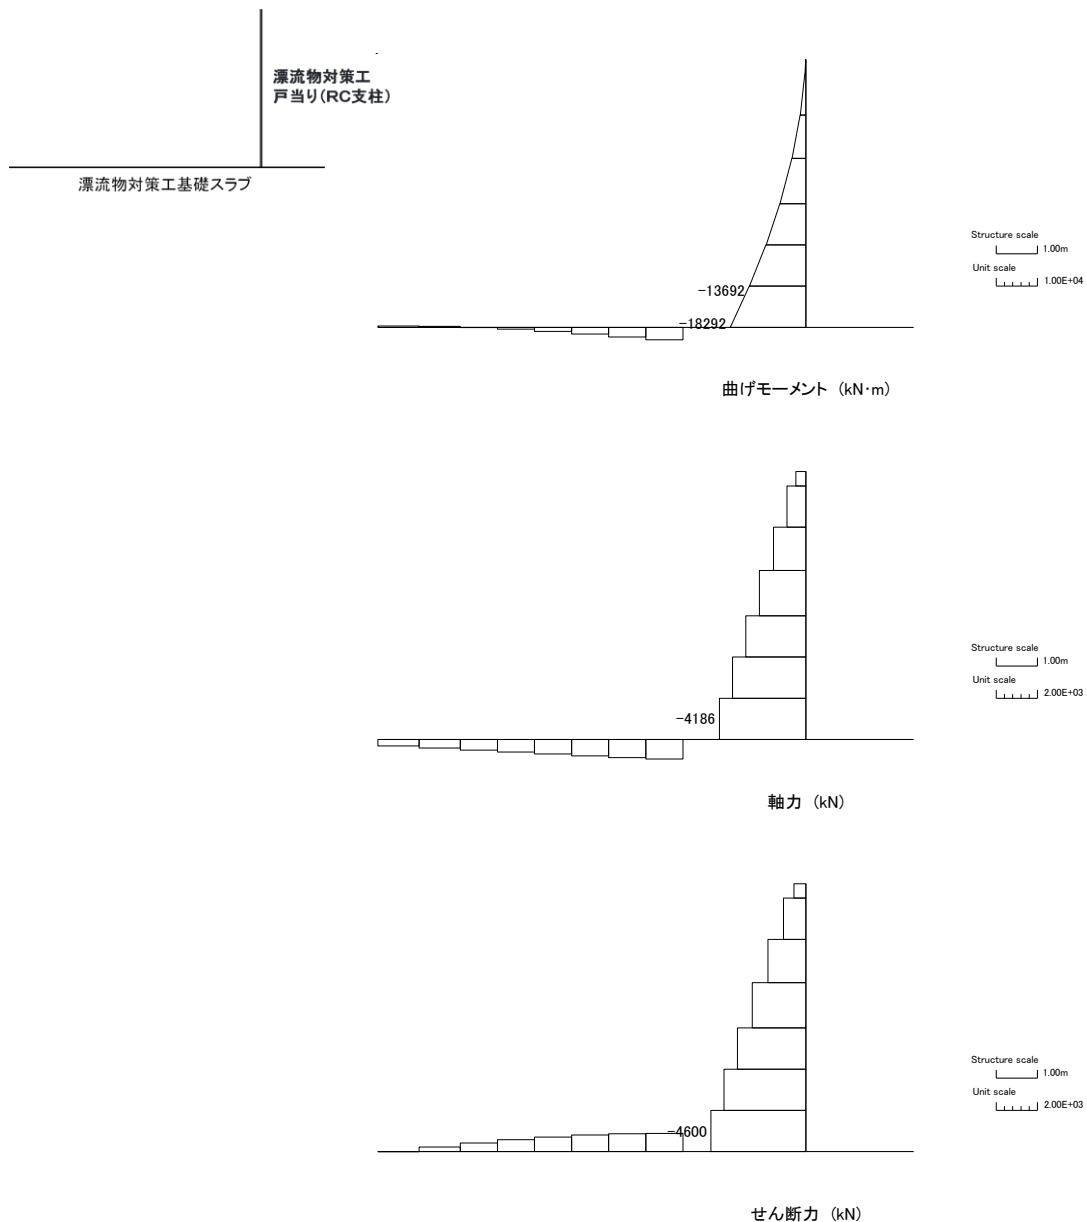 漂流物対策工
戸当り(RC支柱)
漂流物対策工基礎スラブ
Structure scale
1.00m
Unit scale
1.00E+04
-13692
-18292
曲げモーメント (kN･m)
Structure scale
1.00m
Unit scale
2.00E+03
-4186
軸力 (kN)
Structure scale
1.00m
Unit scale
2.00E+03
-4600
せん断力 (kN)